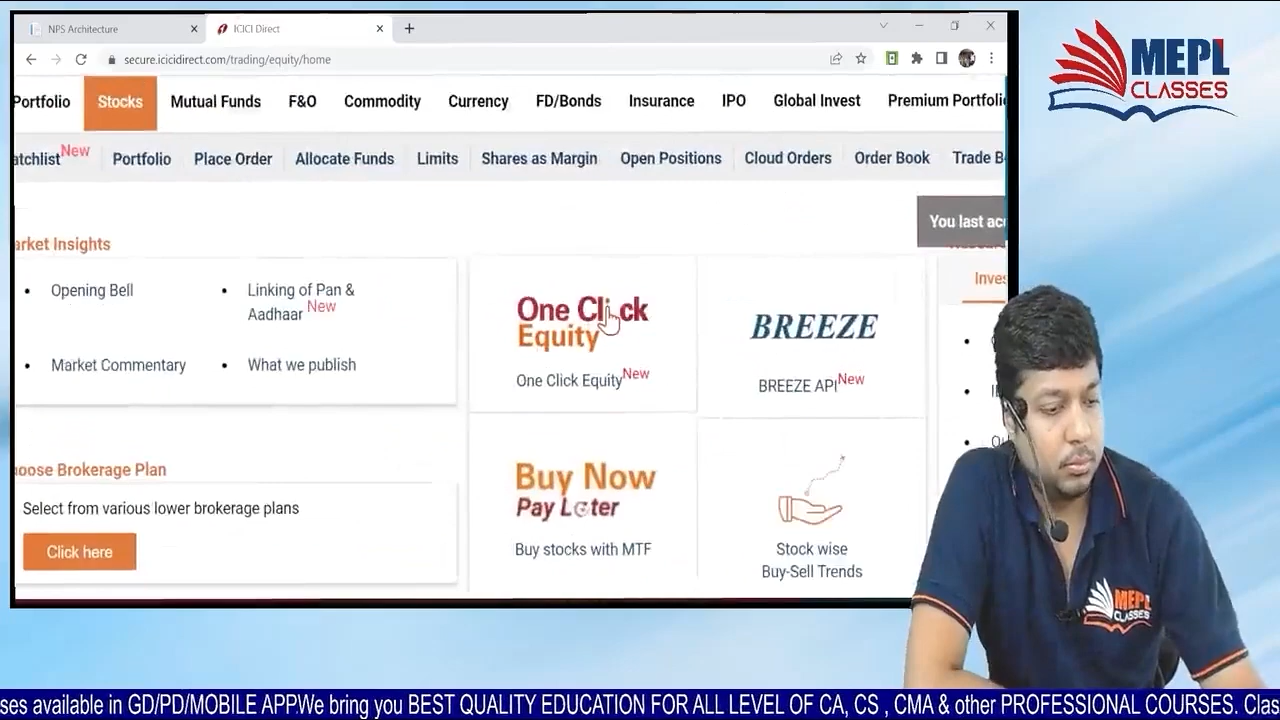 NPS Architecture
ICICI Direct
secure.icicidirect.com/trading/equity/home
Portfolio Stocks Mutual Funds F&O Commodity Currency FD/Bonds Insurance IPO Global Invest Premium Portfolio
atchlist New Portfolio Place Order Allocate Funds Limits Shares as Margin Open Positions Cloud Orders Order Book Trade B
You last acc
arket Insights
Inves
Opening Bell
Linking of Pan &
Aadhaar New
Market Commentary
What we publish
One Click
Equity
One Click Equity New
BREEZE
BREEZE API New
oose Brokerage Plan
Select from various lower brokerage plans
Click here
Buy Now
Pay Later
Buy stocks with MTF
Stock wise
Buy-Sell Trends
MEPL
CLASSES
MEPL
CLASSES
ses available in GD/PD/MOBILE APP.We bring you BEST QUALITY EDUCATION FOR ALL LEVEL OF CA, CS , CMA & other PROFESSIONAL COURSES. Clas